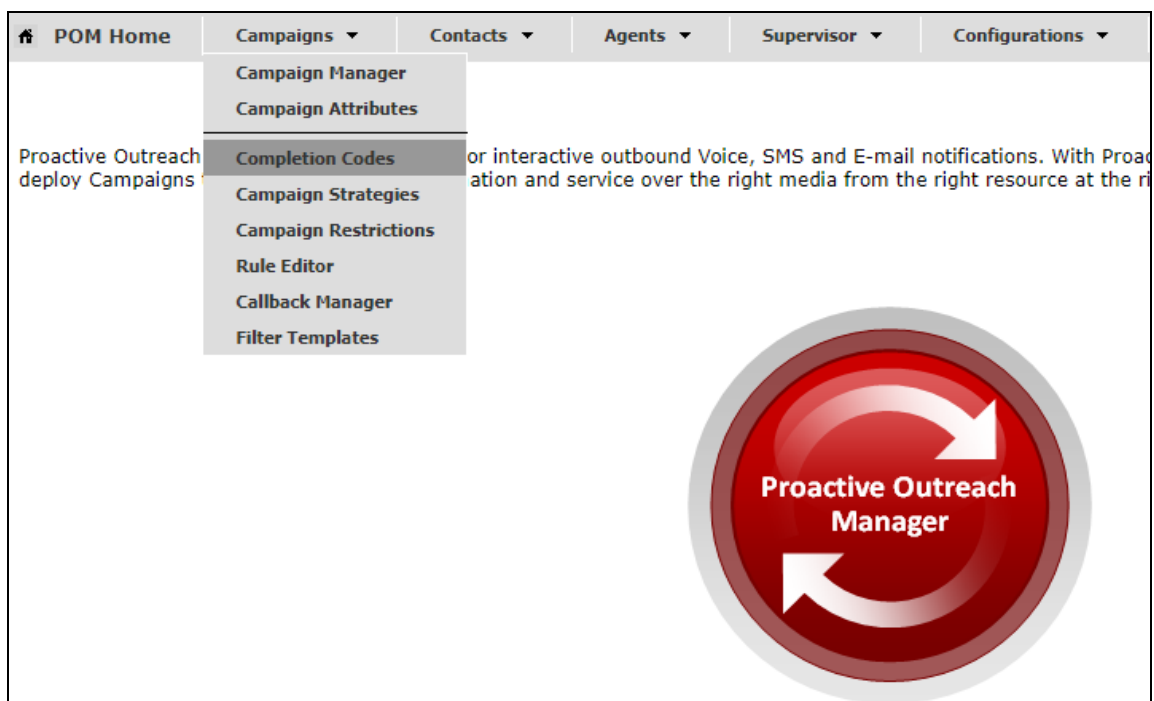 POM Home Campaigns Contacts Agents Supervisor Configurations
Campaign Manager
Campaign Attributes
Completion Codes
Campaign Strategies
Campaign Restrictions
Rule Editor
Callback Manager
Filter Templates
Proactive Outreach or interactive outbound Voice, SMS and E-mail notifications. With
deploy Campaigns ation and service over the right media from the right resource at the
Proactive Outreach
Manager